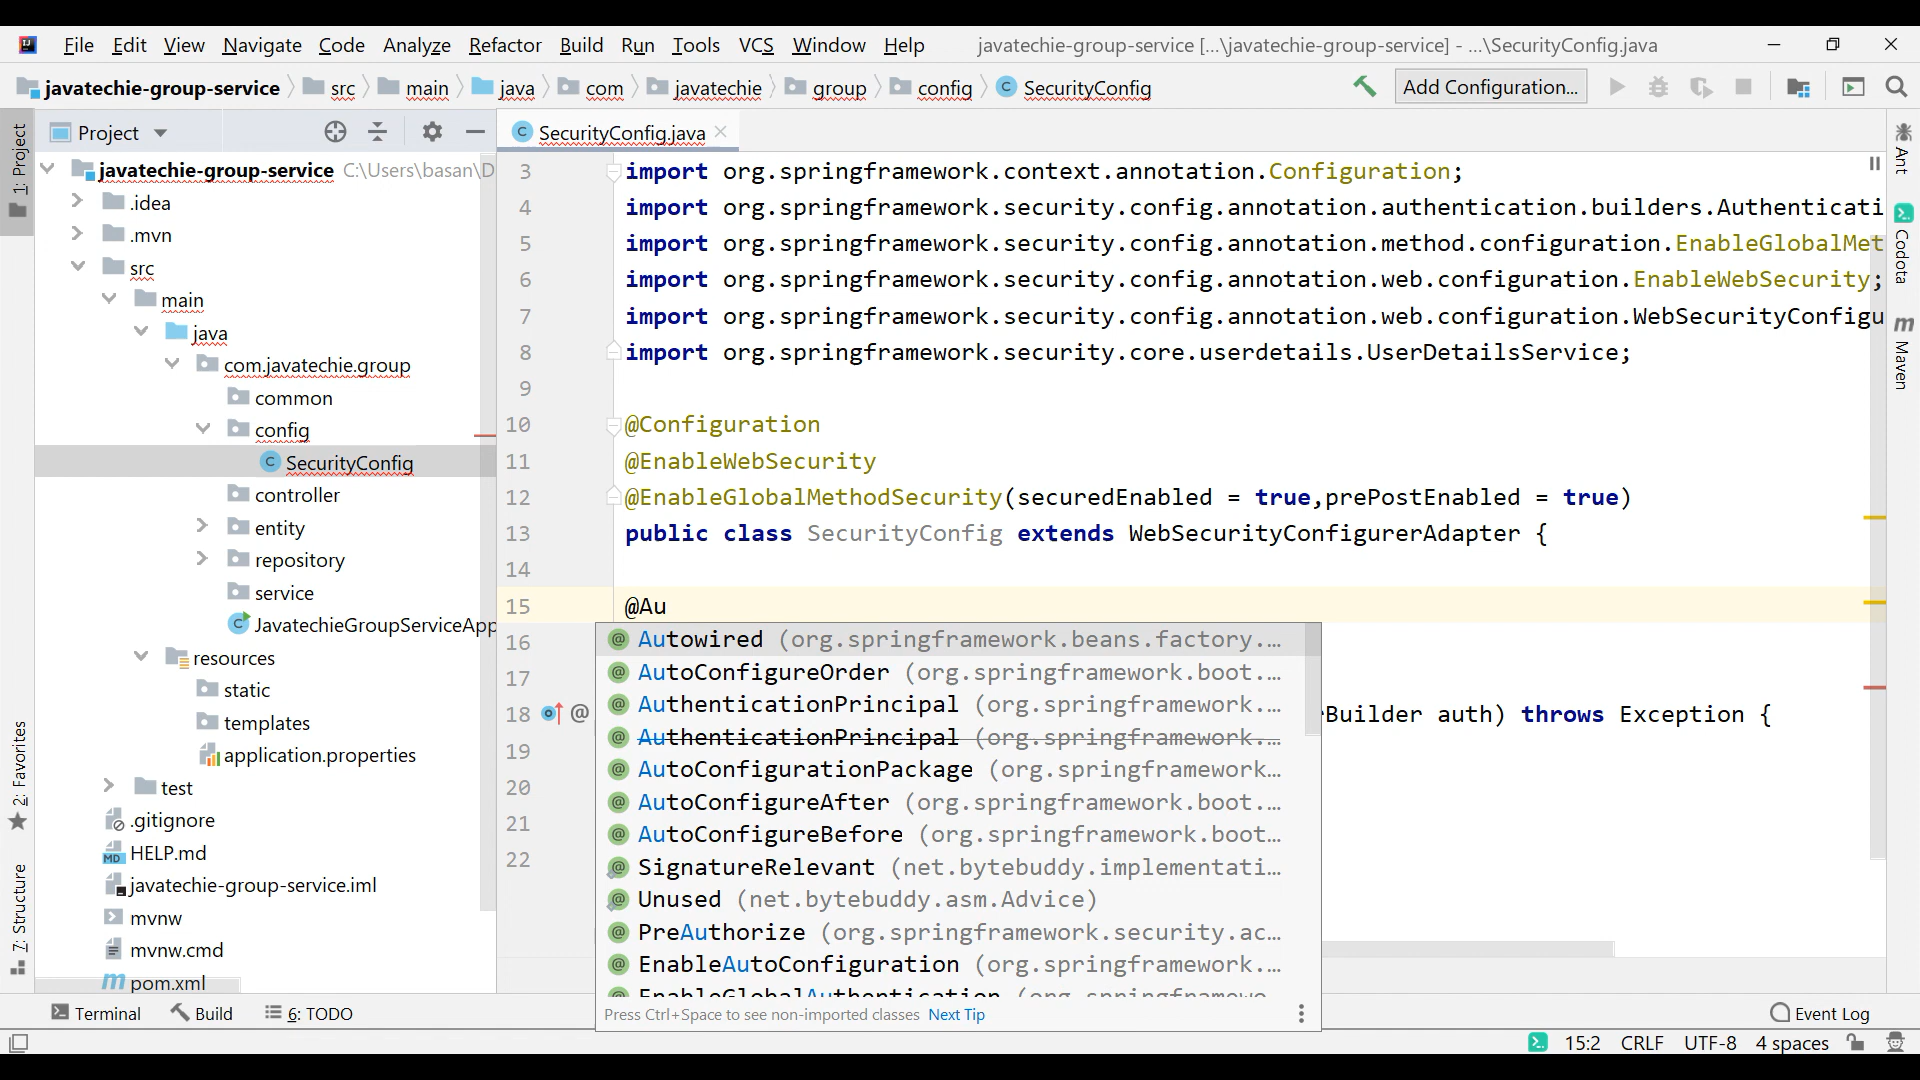 File Edit View Navigate Code Analyze Refactor Build Run Tools VCS Window Help javatechie-group-service [...\javatechie-group-service] - ...\SecurityConfig.java
javatechie-group-service src main java com javatechie group config SecurityConfig Add Configuration...
1: Project
2: Favorites
7: Structure
Project
javatechie-group-service C:\Users\basan\D
.idea
.mvn
src
main
java
com.javatechie.group
common
config
SecurityConfig
controller
entity
repository
service
JavatechieGroupServiceApp
resources
static
templates
application.properties
test
.gitignore
HELP.md
javatechie-group-service.iml
mvnw
mvnw.cmd
pom.xml
SecurityConfig.java
3 import org.springframework.context.annotation.Configuration;
4 import org.springframework.security.config.annotation.authentication.builders.Authenticati
5 import org.springframework.security.config.annotation.method.configuration.EnableGlobalMet
6 import org.springframework.security.config.annotation.web.configuration.EnableWebSecurity;
7 import org.springframework.security.config.annotation.web.configuration.WebSecurityConfigu
8 import org.springframework.security.core.userdetails.UserDetailsService;
9
10 @Configuration
11 @EnableWebSecurity
12 @EnableGlobalMethodSecurity(securedEnabled = true,prePostEnabled = true)
13 public class SecurityConfig extends WebSecurityConfigurerAdapter {
14
15 @Au
16
17
18 @ Builder auth) throws Exception {
19
20
21
22
Autowired (org.springframework.beans.factory....
AutoConfigureOrder (org.springframework.boot....
AuthenticationPrincipal (org.springframework....
AuthenticationPrincipal (org.springframework....
AutoConfigurationPackage (org.springframework...
AutoConfigureAfter (org.springframework.boot....
AutoConfigureBefore (org.springframework.boot...
SignatureRelevant (net.bytebuddy.implementati...
Unused (net.bytebuddy.asm.Advice)
PreAuthorize (org.springframework.security.ac...
EnableAutoConfiguration (org.springframework....
EnableGlobalAuthentication (org.springframewo...
Press Ctrl+Space to see non-imported classes Next Tip
Ant
Codota
Maven
Terminal Build 6: TODO Event Log
15:2 CRLF UTF-8 4 spaces